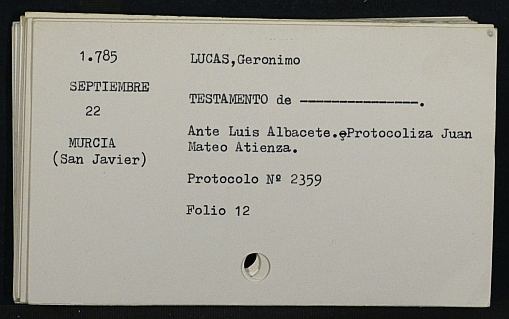 1.785
SEPTIEMBRE
22
MURCIA
(San Javier)
LUCAS,Geronimo
TESTAMENTO de ----------------.
Ante Luis Albacete. Protocoliza Juan
Mateo Atienza.
Protocolo Nº 2359
Folio 12